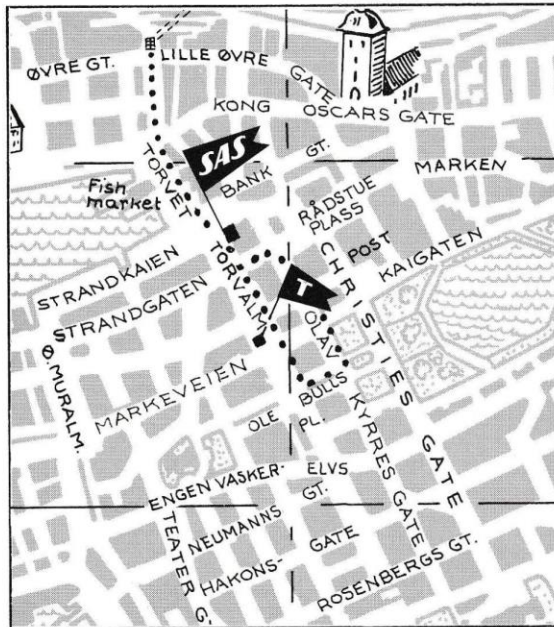 ØVRE GT.
LILLE ØVRE
GATE
KONG OSCARS GATE
GT.
MARKEN
TORVET
SAS
BANK
Fish
market
RÅDSTUE
PLASS
POST
KAIGATEN
STRANDKAIEN
TORVALM
STRANDGATEN
T
CHRISTIES GATE
OLAV
KYRRES GATE
Ø. MURALM.
MARKEVEIEN
OLE
BULLS
PL.
ENGEN VASKER-
ELVS
GT.
TEATER G-
NEUMANNS
GATE
HAKONS-
ROSENBERGS GT.